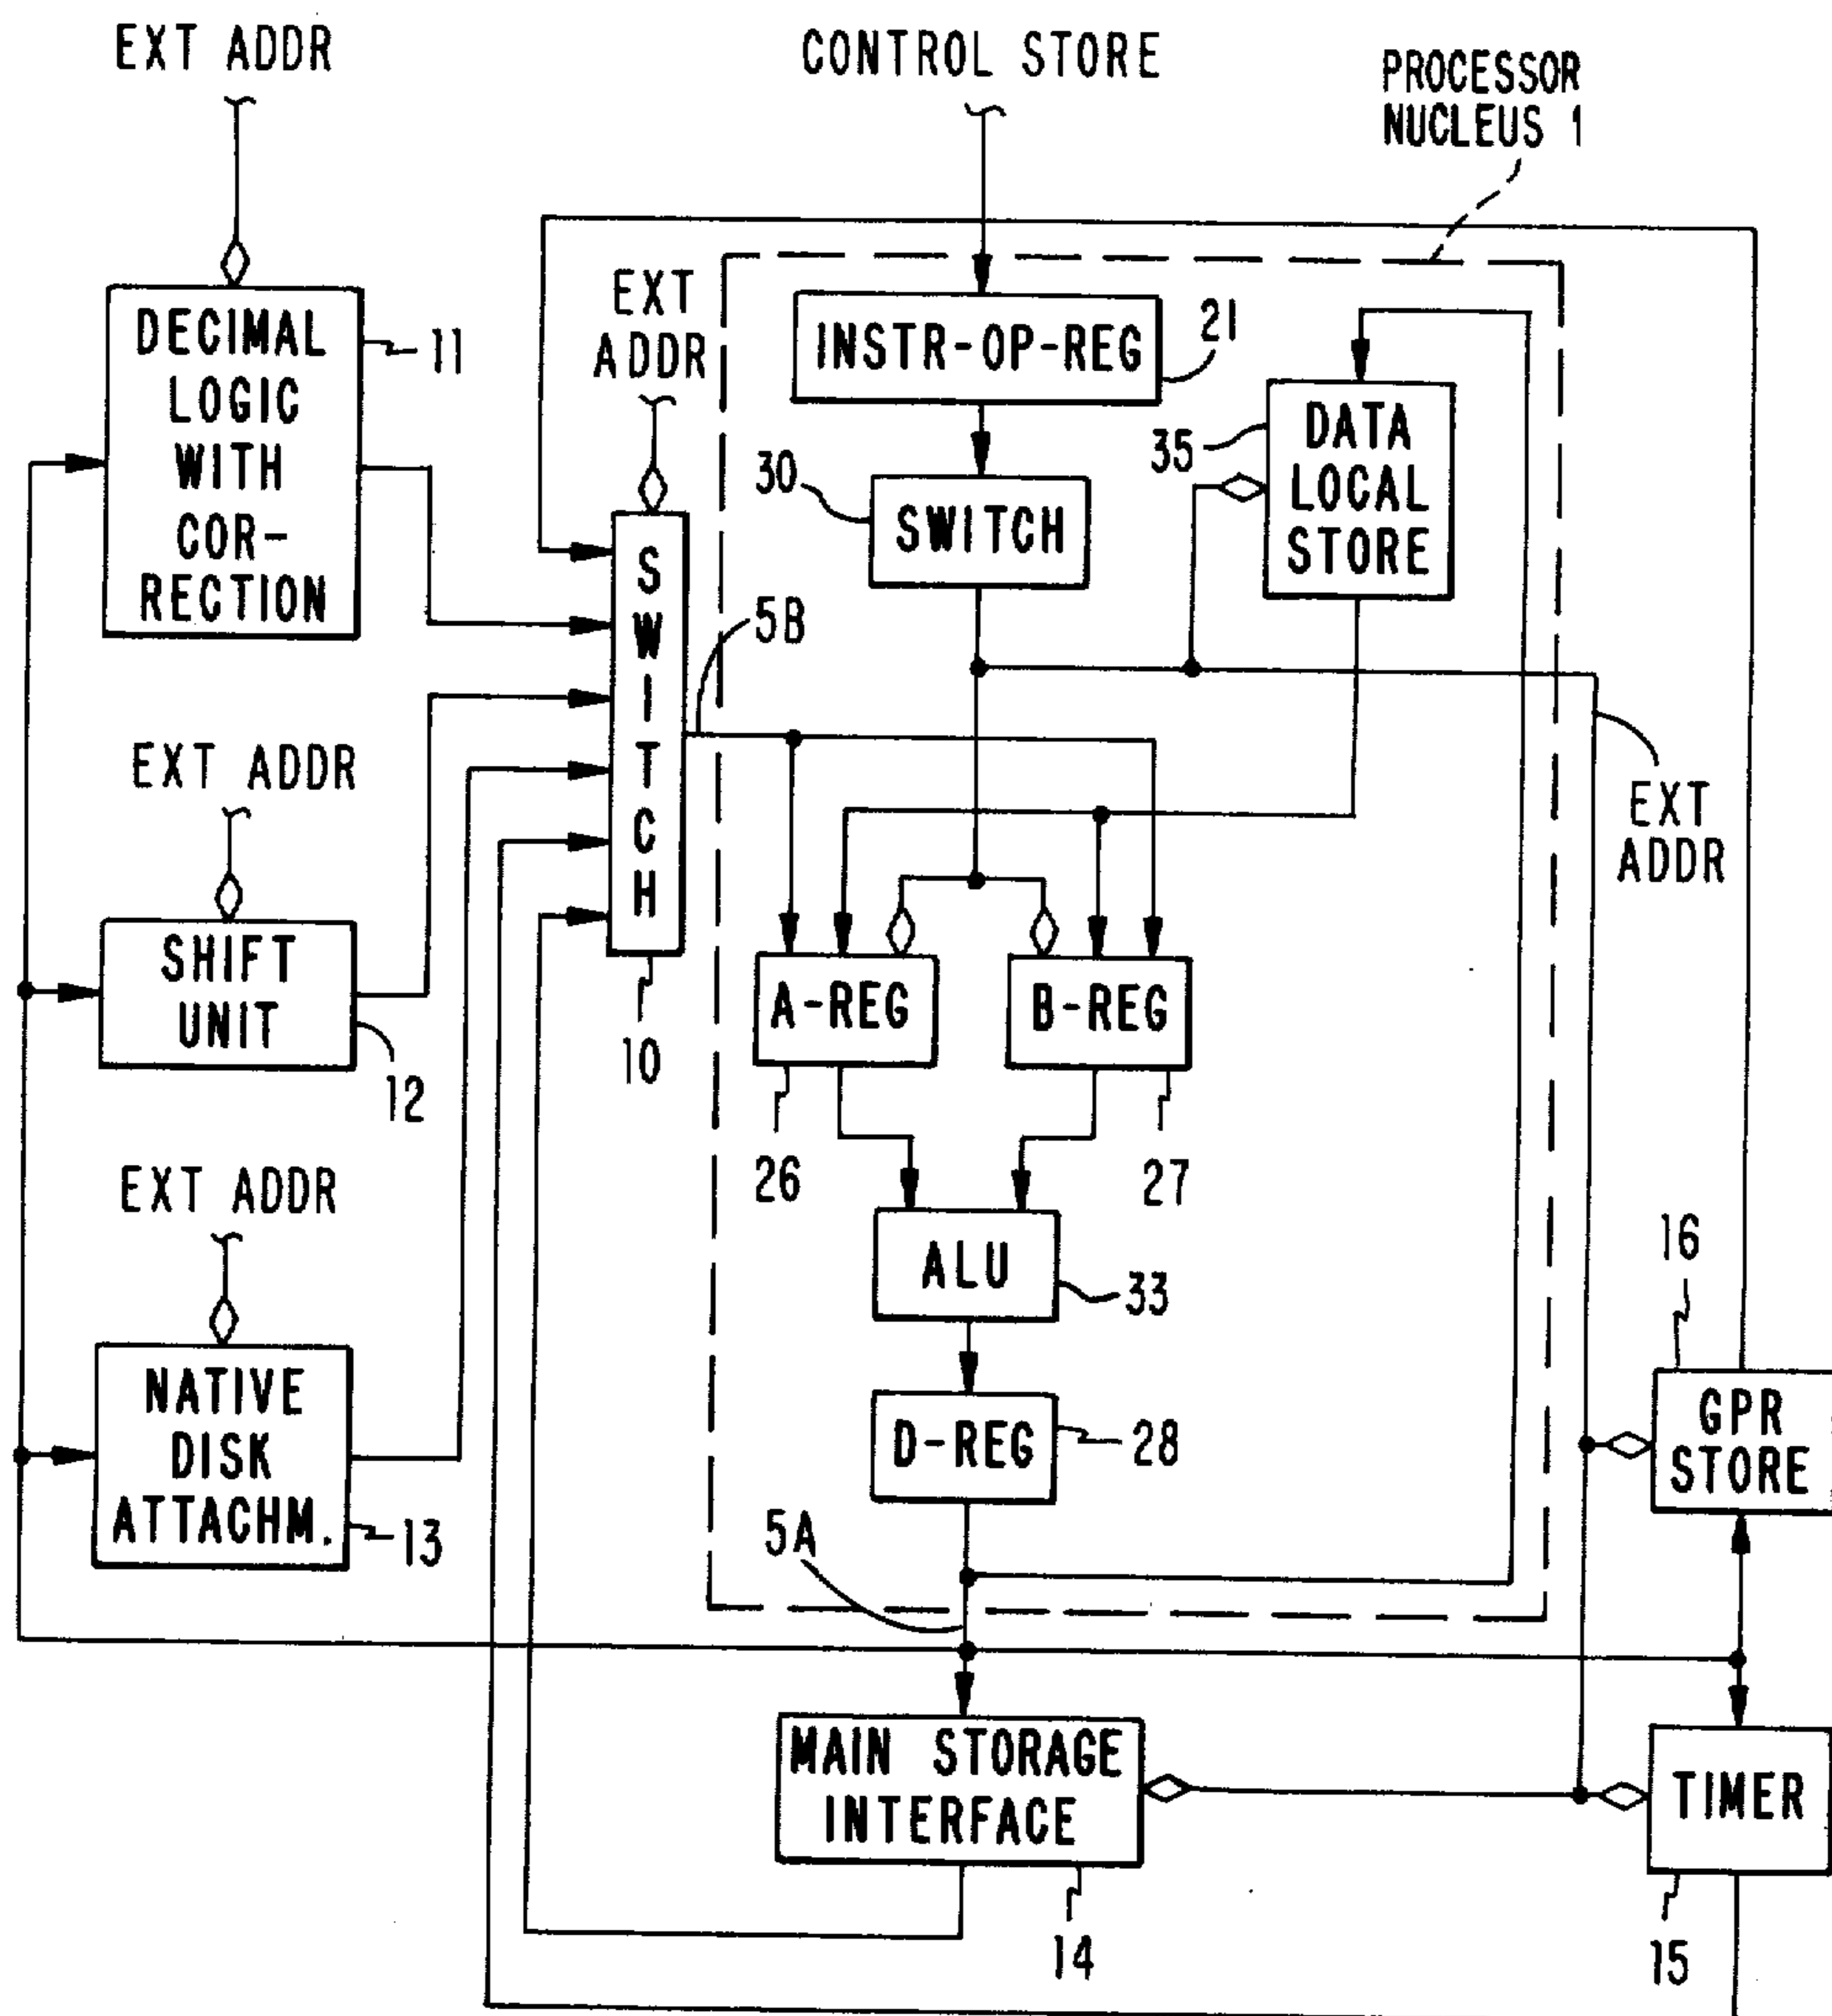 EXT ADDR
CONTROL STORE
PROCESSOR
NUCLEUS 1
DECIMAL
LOGIC
WITH
COR-
RECTION
11
EXT
ADDR
INSTR-OP-REG
21
DATA
LOCAL
STORE
35
30
SWITCH
SWITCH
5B
10
EXT ADDR
SHIFT
UNIT
12
EXT
ADDR
A-REG
B-REG
26
27
EXT ADDR
NATIVE
DISK
ATTACHM.
13
ALU
33
D-REG
28
5A
16
GPR
STORE
MAIN STORAGE
INTERFACE
14
TIMER
15